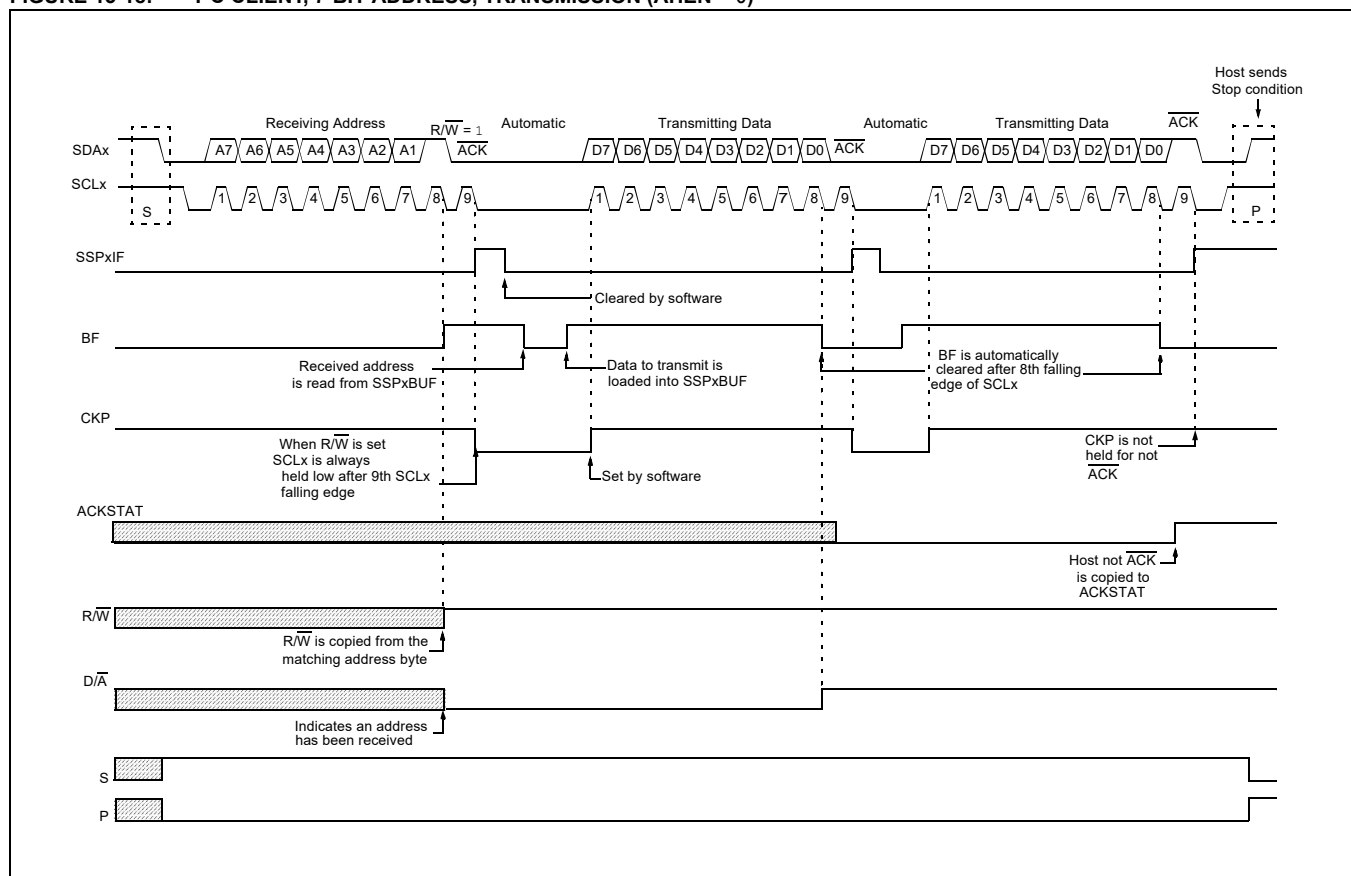 Host sends
Stop condition
Receiving Address
R/W = 1
Automatic
Transmitting Data
Automatic
Transmitting Data
ACK
SDAx
A7 A6 A5 A4 A3 A2 A1
ACK
D7 D6 D5 D4 D3 D2 D1 D0
ACK
D7 D6 D5 D4 D3 D2 D1 D0
SCLx
S
1 2 3 4 5 6 7 8 9
1 2 3 4 5 6 7 8 9
1 2 3 4 5 6 7 8 9
P
SSPxIF
Cleared by software
BF
Received address
is read from SSPxBUF
Data to transmit is
loaded into SSPxBUF
BF is automatically
cleared after 8th falling
edge of SCLx
CKP
When R/W is set
SCLx is always
held low after 9th SCLx
falling edge
Set by software
CKP is not
held for not
ACK
ACKSTAT
Host not ACK
is copied to
ACKSTAT
R/W
R/W is copied from the
matching address byte
D/A
Indicates an address
has been received
S
P